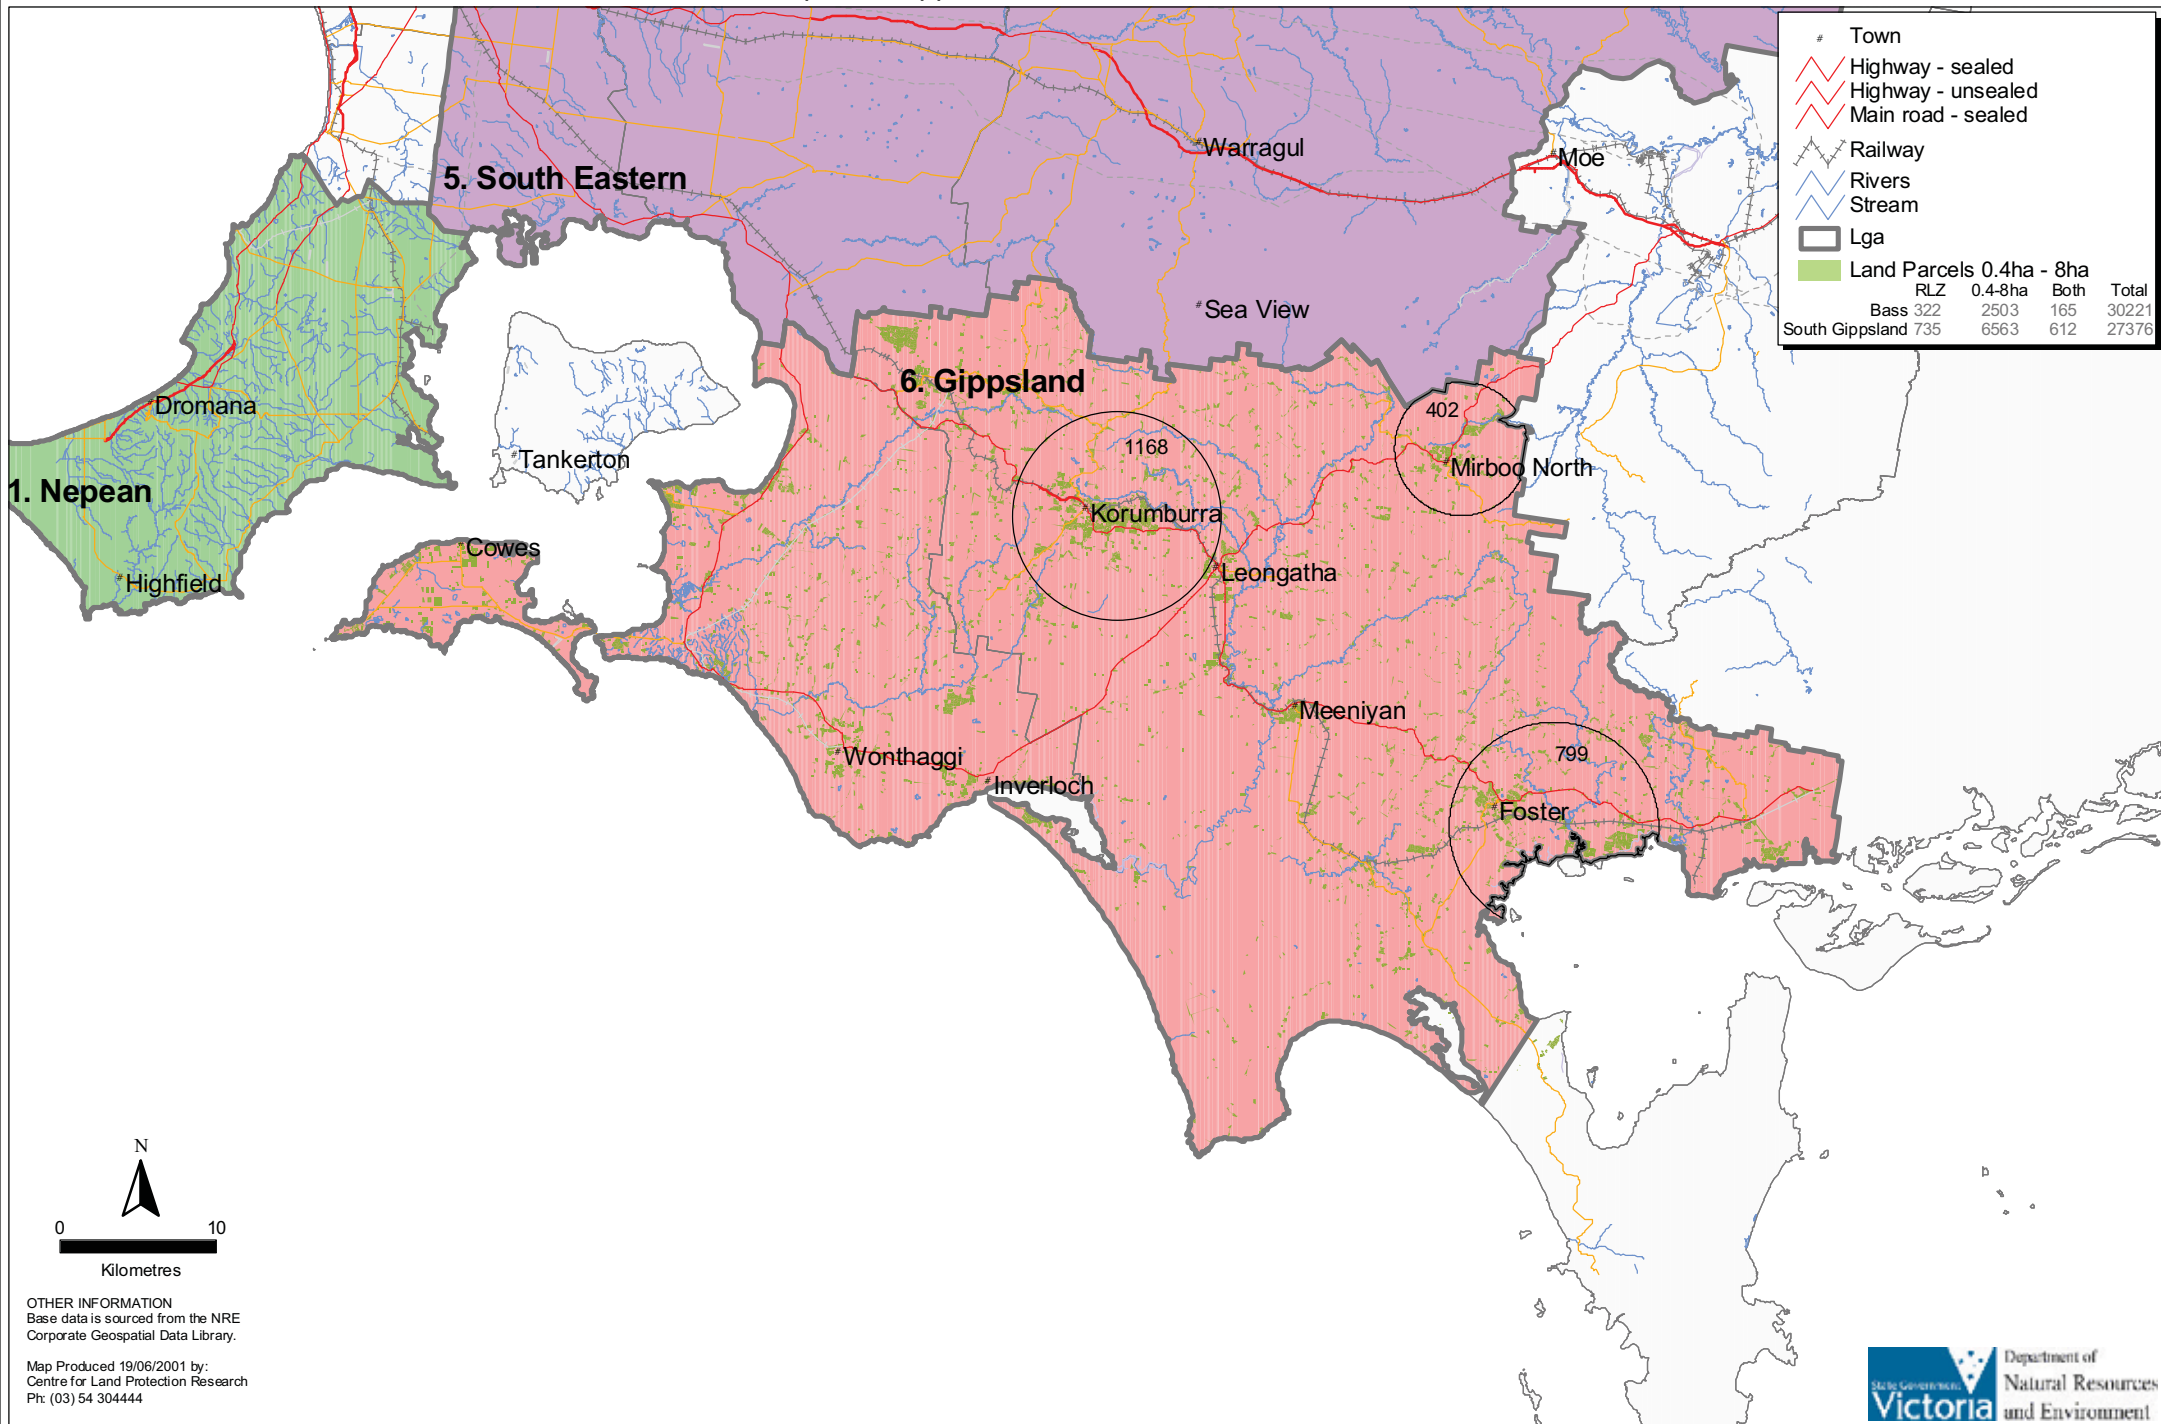 Town
Highway - sealed
Highway - unsealed
Main road - sealed
Railway
Rivers
Stream
Lga
Land Parcels 0.4ha - 8ha
RLZ 0.4-8ha Both Total
Bass 322 2503 165 30221
South Gippsland 735 6563 612 27376
Warragul
Moe
5. South Eastern
Sea View
6. Gippsland
Dromana
402
1168
Tankerton
Mirboo North
1. Nepean
Korumburra
Cowes
Leongatha
Highfield
Meeniyan
Wonthaggi
799
Inverloch
Foster
N
0 10
Kilometres
OTHER INFORMATION
Base data is sourced from the NRE
Corporate Geospatial Data Library.
Map Produced 19/06/2001 by:
Centre for Land Protection Research
Ph: (03) 54 304444
State Government
Victoria
Department of
Natural Resources
and Environment